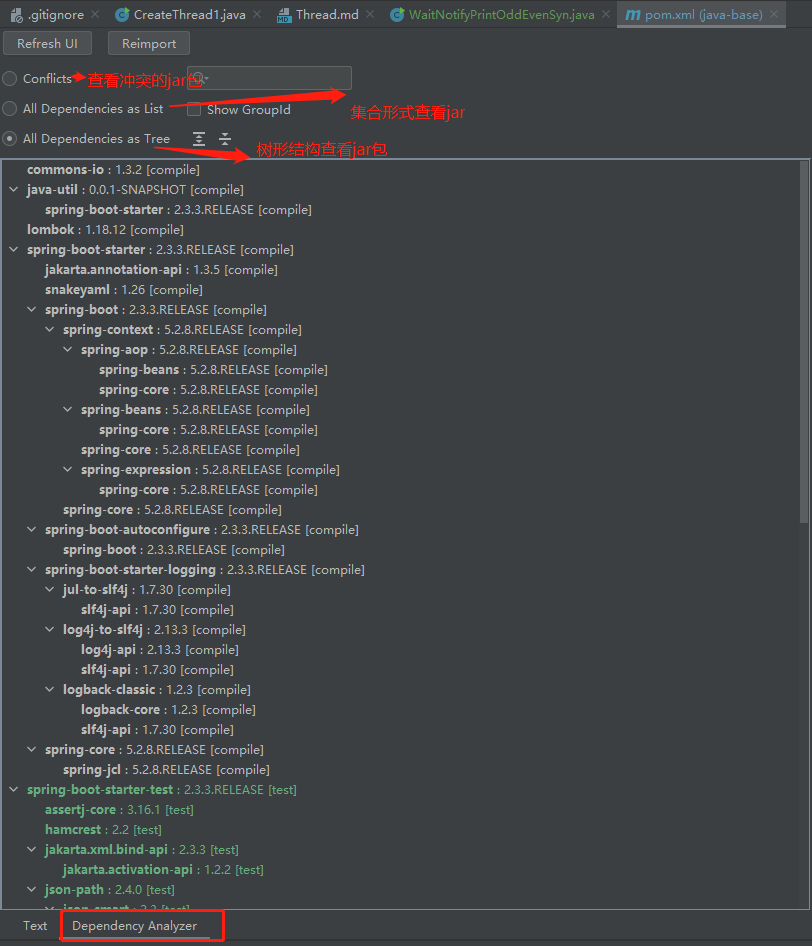 .gitignore CreateThread1.java Thread.md WaitNotifyPrintOddEvenSyn.java pom.xml (java-base)
Refresh UI Reimport
Conflicts 查看冲突的jar包
All Dependencies as List Show GroupId 集合形式查看jar
All Dependencies as Tree 树形结构查看jar包
commons-io : 1.3.2 [compile]
java-util : 0.0.1-SNAPSHOT [compile]
spring-boot-starter : 2.3.3.RELEASE [compile]
lombok : 1.18.12 [compile]
spring-boot-starter : 2.3.3.RELEASE [compile]
jakarta.annotation-api : 1.3.5 [compile]
snakeyaml : 1.26 [compile]
spring-boot : 2.3.3.RELEASE [compile]
spring-context : 5.2.8.RELEASE [compile]
spring-aop : 5.2.8.RELEASE [compile]
spring-beans : 5.2.8.RELEASE [compile]
spring-core : 5.2.8.RELEASE [compile]
spring-beans : 5.2.8.RELEASE [compile]
spring-core : 5.2.8.RELEASE [compile]
spring-core : 5.2.8.RELEASE [compile]
spring-expression : 5.2.8.RELEASE [compile]
spring-core : 5.2.8.RELEASE [compile]
spring-core : 5.2.8.RELEASE [compile]
spring-boot-autoconfigure : 2.3.3.RELEASE [compile]
spring-boot : 2.3.3.RELEASE [compile]
spring-boot-starter-logging : 2.3.3.RELEASE [compile]
jul-to-slf4j : 1.7.30 [compile]
slf4j-api : 1.7.30 [compile]
log4j-to-slf4j : 2.13.3 [compile]
log4j-api : 2.13.3 [compile]
slf4j-api : 1.7.30 [compile]
logback-classic : 1.2.3 [compile]
logback-core : 1.2.3 [compile]
slf4j-api : 1.7.30 [compile]
spring-core : 5.2.8.RELEASE [compile]
spring-jcl : 5.2.8.RELEASE [compile]
spring-boot-starter-test : 2.3.3.RELEASE [test]
assertj-core : 3.16.1 [test]
hamcrest : 2.2 [test]
jakarta.xml.bind-api : 2.3.3 [test]
jakarta.activation-api : 1.2.2 [test]
json-path : 2.4.0 [test]
Text Dependency Analyzer